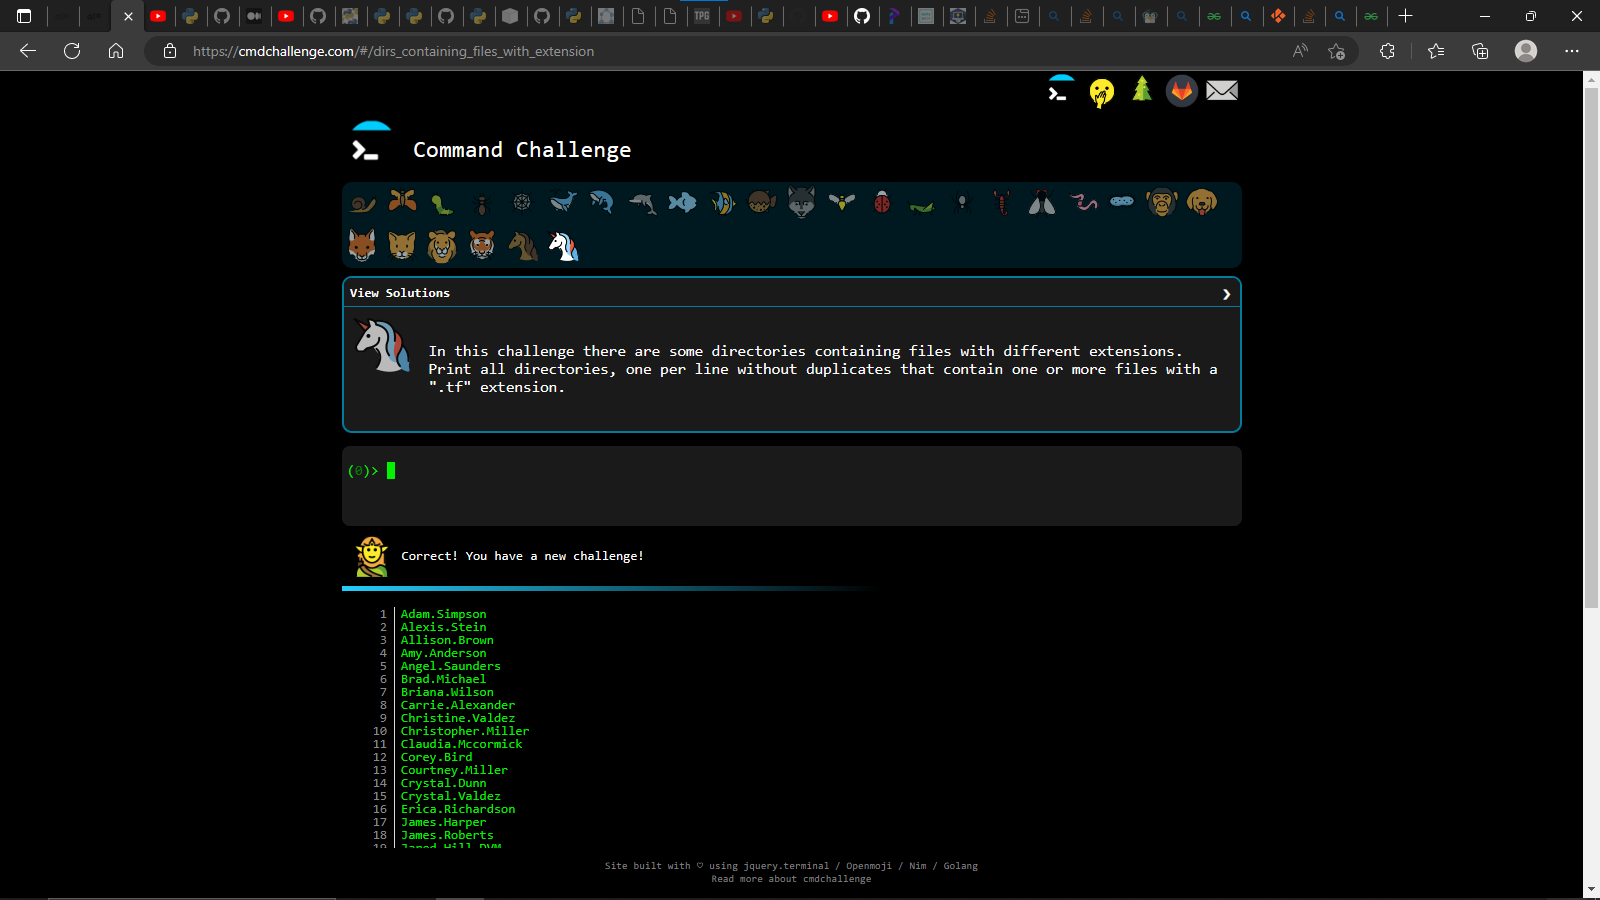 https://cmdchallenge.com/#/dirs_containing_files_with_extension
Command Challenge
View Solutions
In this challenge there are some directories containing files with different extensions.
Print all directories, one per line without duplicates that contain one or more files with a
".tf" extension.
(0)>
Correct! You have a new challenge!
1 Adam.Simpson
2 Alexis.Stein
3 Allison.Brown
4 Amy.Anderson
5 Angel.Saunders
6 Brad.Michael
7 Briana.Wilson
8 Carrie.Alexander
9 Christine.Valdez
10 Christopher.Miller
11 Claudia.Mccormick
12 Corey.Bird
13 Courtney.Miller
14 Crystal.Dunn
15 Crystal.Valdez
16 Erica.Richardson
17 James.Harper
18 James.Roberts
19 Jared.Hill.DVM
Site built with ♡ using jquery.terminal / Openmoji / Nim / Golang
Read more about cmdchallenge